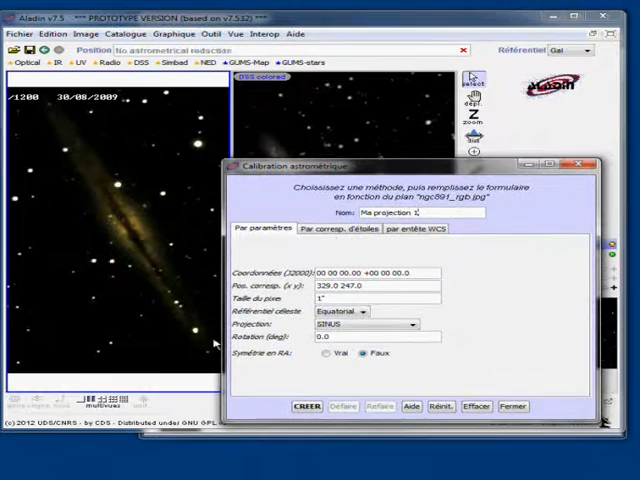 Aladin v7.5 *** PROTOTYPE VERSION (based on v7.532) ***
Fichier Edition Image Catalogue Graphique Outil Vue Interop Aide
Position No astrometrical reduction
Référentiel Gal
Optical IR UV Radio DSS Simbad NED GUMS-Map GUMS-stars
/1200 30/08/2009
DSS colored
select
dépl.
zoom
dist
Calibration astrométrique
Choisissez une méthode, puis remplissez le formulaire
en fonction du plan "ngc891_rgb.jpg"
Nom: Ma projection 1
Par paramètres Par corresp. d'étoiles par entête WCS
Coordonnées (J2000): 00 00 00.00 +00 00 00.0
Pos. corresp. (x y): 329.0 247.0
Taille du pixel: 1"
Référentiel céleste Equatorial
Projection: SINUS
Rotation (deg): 0.0
Symétrie en RA: Vrai Faux
CREER Défaire Refaire Aide Réinit. Effacer Fermer
multivues
(c) 2012 UDS/CNRS - by CDS - Distributed under GNU GPL